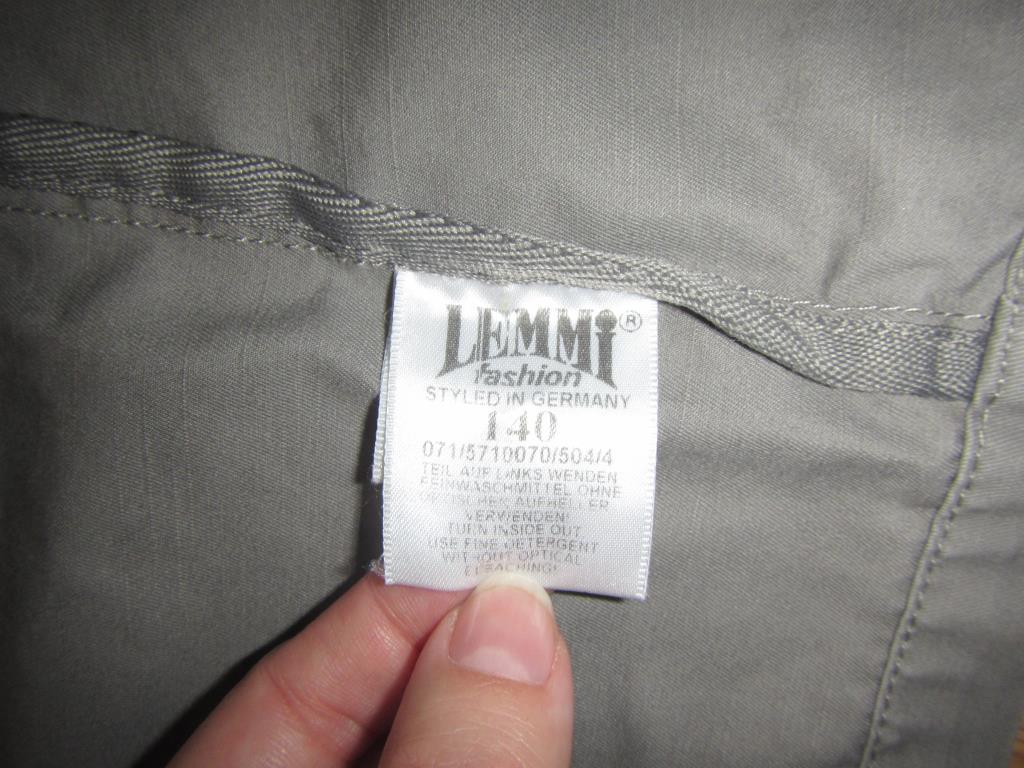 LEMMi®
fashion
STYLED IN GERMANY
140
071/5710070/504/4
TEIL AUF LINKS WENDEN
FEINWASCHMITTEL OHNE
OPTISCHEN AUFHELLER
VERWENDEN!
TURN INSIDE OUT
USE FINE DETERGENT
WITHOUT OPTICAL
BLEACHING!